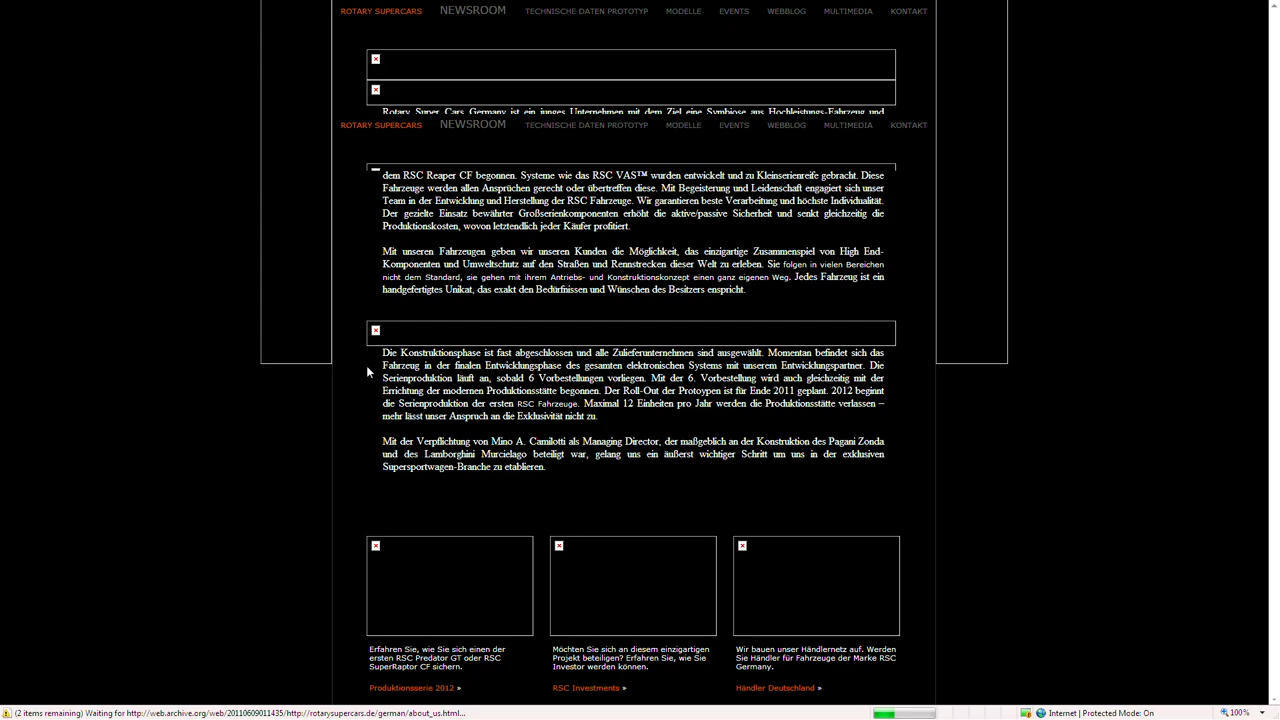 ROTARY SUPERCARS NEWSROOM TECHNISCHE DATEN PROTOTYP MODELLE EVENTS WEBBLOG MULTIMEDIA KONTAKT
Rotary Super Cars Germany ist ein junges Unternehmen mit dem Ziel eine Symbiose aus Hochleistungs-Fahrzeug und
ROTARY SUPERCARS NEWSROOM TECHNISCHE DATEN PROTOTYP MODELLE EVENTS WEBBLOG MULTIMEDIA KONTAKT
dem RSC Reaper CF begonnen. Systeme wie das RSC VAS™ wurden entwickelt und zu Kleinserienreife gebracht. Diese
Fahrzeuge werden allen Ansprüchen gerecht oder übertreffen diese. Mit Begeisterung und Leidenschaft engagiert sich unser
Team in der Entwicklung und Herstellung der RSC Fahrzeuge. Wir garantieren beste Verarbeitung und höchste Individualität.
Der gezielte Einsatz bewährter Großserienkomponenten erhöht die aktive/passive Sicherheit und senkt gleichzeitig die
Produktionskosten, wovon letztendlich jeder Käufer profitiert.
Mit unseren Fahrzeugen geben wir unseren Kunden die Möglichkeit, das einzigartige Zusammenspiel von High End-
Komponenten und Umweltschutz auf den Straßen und Rennstrecken dieser Welt zu erleben. Sie folgen in vielen Bereichen
nicht dem Standard, sie gehen mit ihrem Antriebs- und Konstruktionskonzept einen ganz eigenen Weg. Jedes Fahrzeug ist ein
handgefertigtes Unikat, das exakt den Bedürfnissen und Wünschen des Besitzers enspricht.
Die Konstruktionsphase ist fast abgeschlossen und alle Zulieferunternehmen sind ausgewählt. Momentan befindet sich das
Fahrzeug in der finalen Entwicklungsphase des gesamten elektronischen Systems mit unserem Entwicklungspartner. Die
Serienproduktion läuft an, sobald 6 Vorbestellungen vorliegen. Mit der 6. Vorbestellung wird auch gleichzeitig mit der
Errichtung der modernen Produktionsstätte begonnen. Der Roll-Out der Protoypen ist für Ende 2011 geplant. 2012 beginnt
die Serienproduktion der ersten RSC Fahrzeuge. Maximal 12 Einheiten pro Jahr werden die Produktionsstätte verlassen –
mehr lässt unser Anspruch an die Exklusivität nicht zu.
Mit der Verpflichtung von Mino A. Camilotti als Managing Director, der maßgeblich an der Konstruktion des Pagani Zonda
und des Lamborghini Murcielago beteiligt war, gelang uns ein äußerst wichtiger Schritt um uns in der exklusiven
Supersportwagen-Branche zu etablieren.
Erfahren Sie, wie Sie sich einen der
ersten RSC Predator GT oder RSC
SuperRaptor CF sichern.
Produktionsserie 2012 »
Möchten Sie sich an diesem einzigartigen
Projekt beteiligen? Erfahren Sie, wie Sie
Investor werden können.
RSC Investments »
Wir bauen unser Händlernetz auf. Werden
Sie Händler für Fahrzeuge der Marke RSC
Germany.
Händler Deutschland »
(2 items remaining) Waiting for http://web.archive.org/web/20110609011435/http://rotarysupercars.de/german/about_us.html... Internet | Protected Mode: On 100%